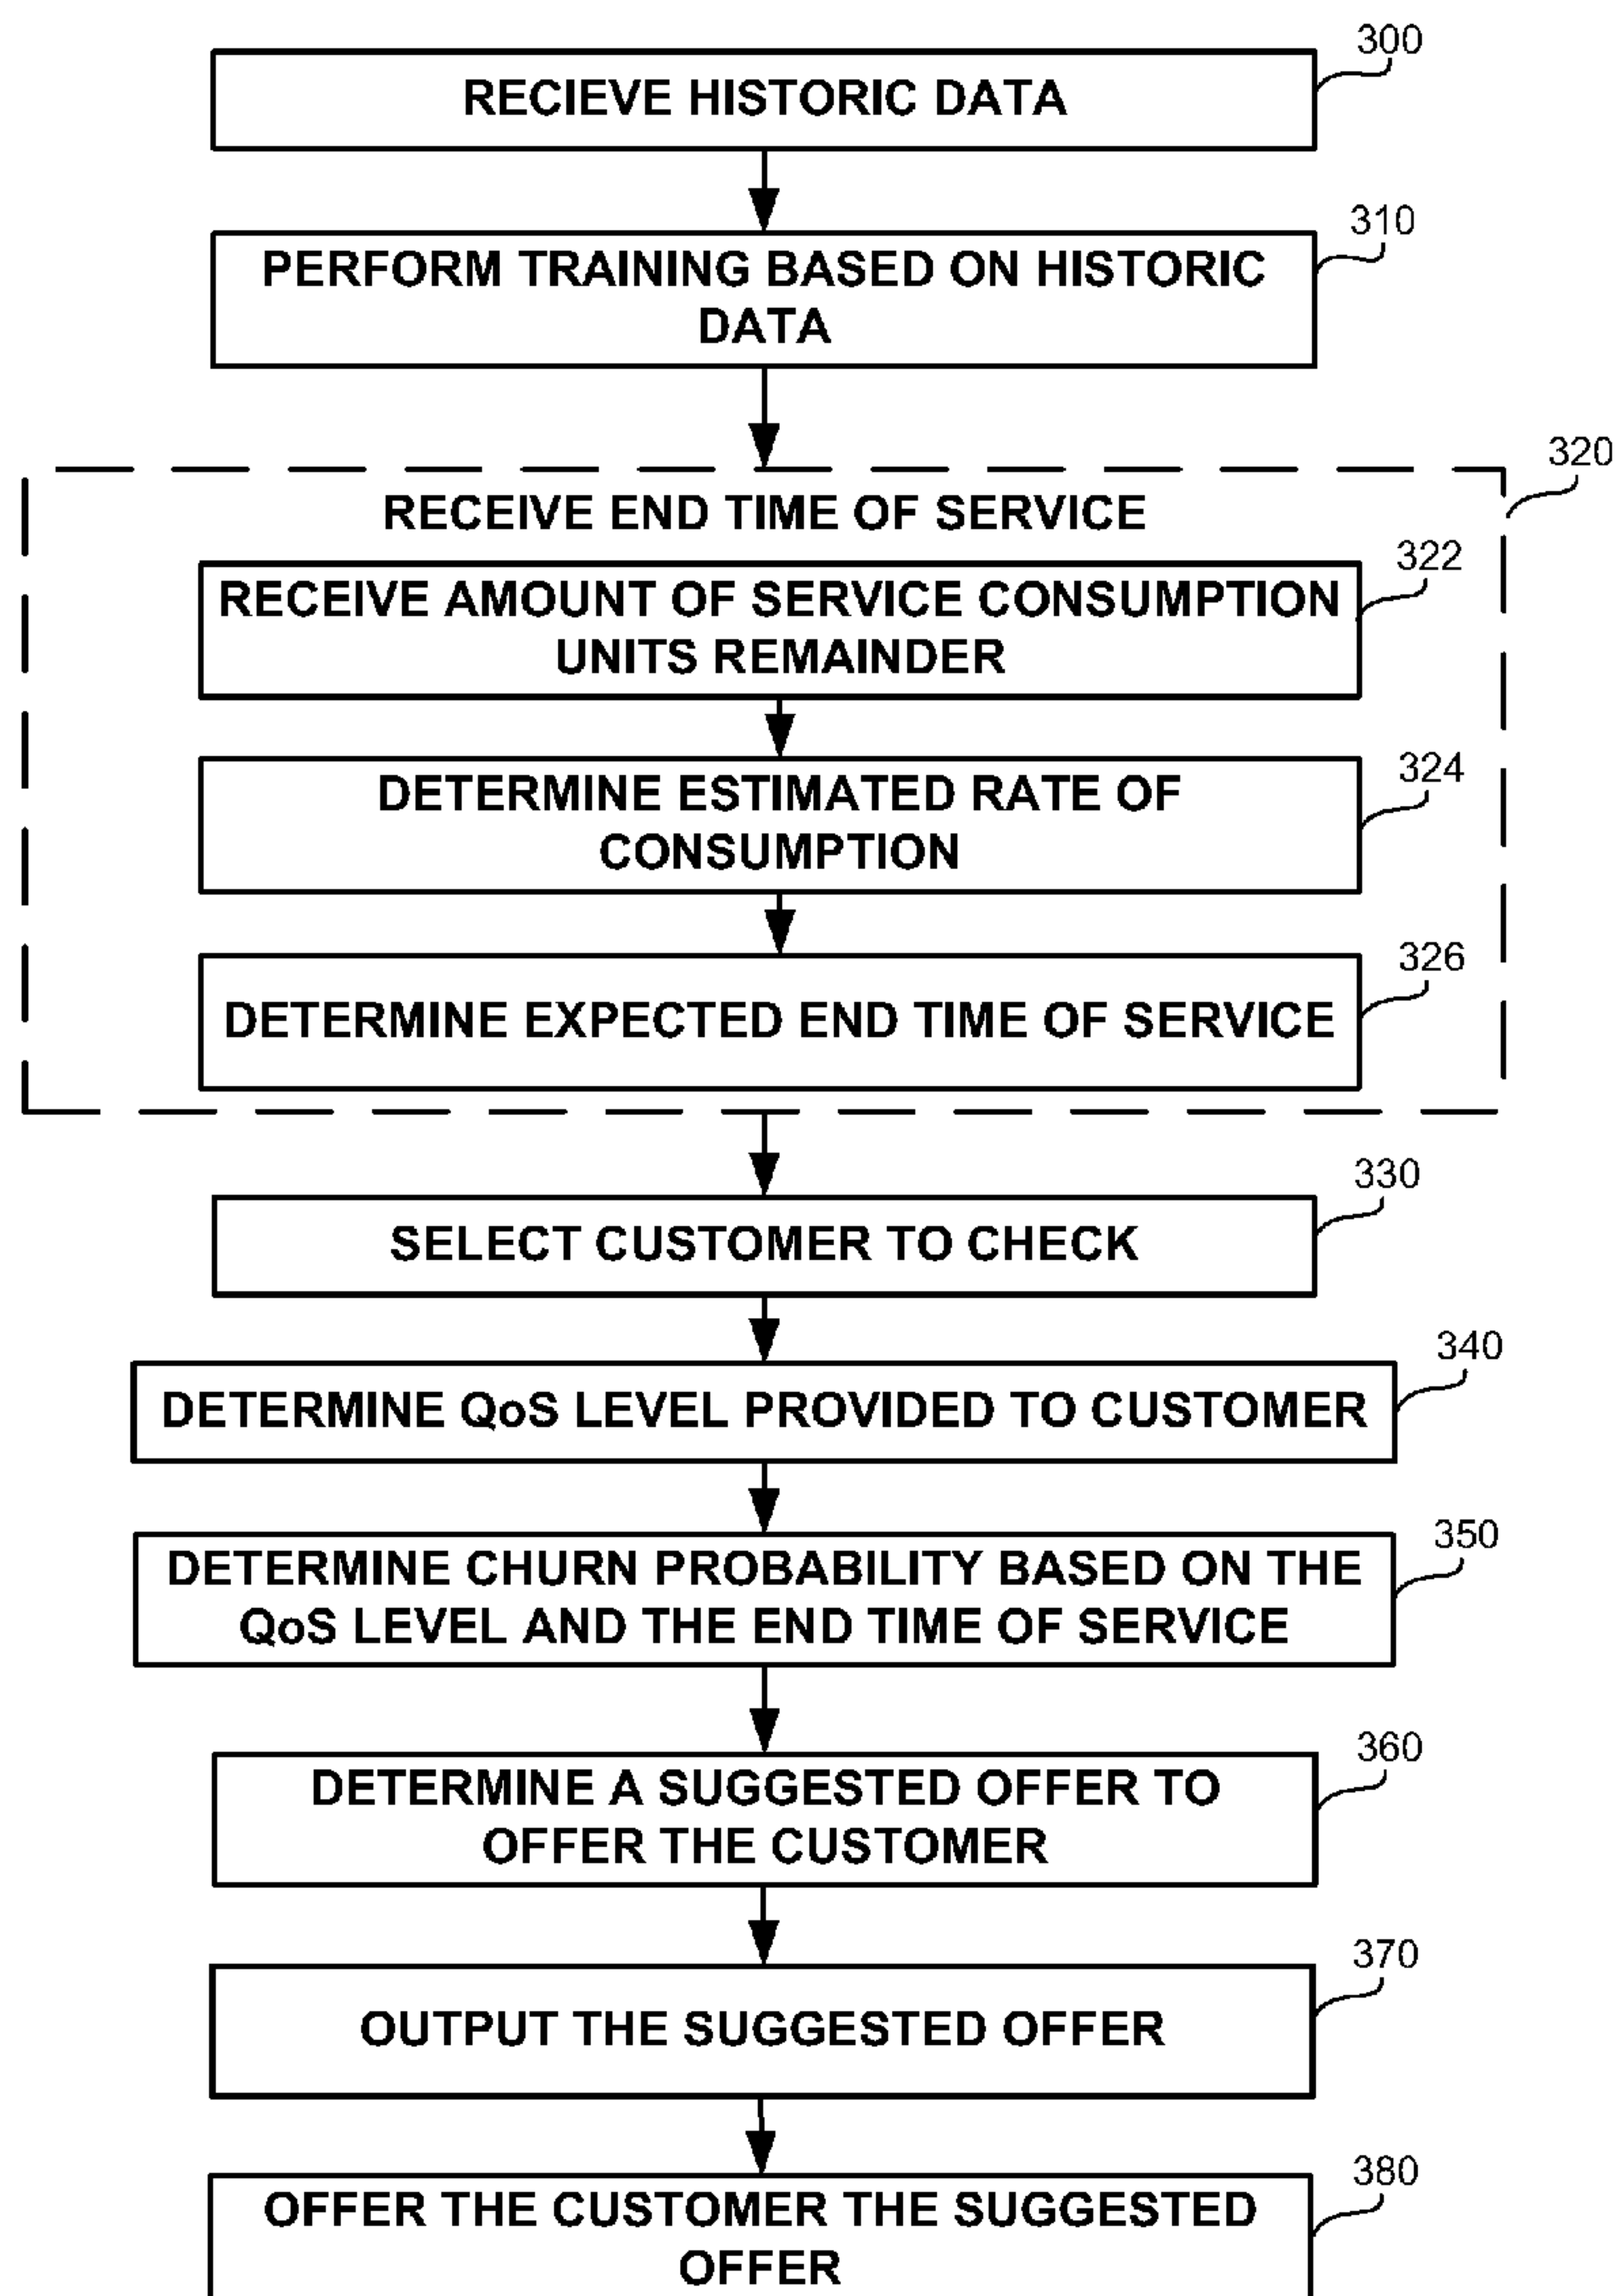 300
RECIEVE HISTORIC DATA
310
PERFORM TRAINING BASED ON HISTORIC
DATA
320
RECEIVE END TIME OF SERVICE
322
RECEIVE AMOUNT OF SERVICE CONSUMPTION
UNITS REMAINDER
324
DETERMINE ESTIMATED RATE OF
CONSUMPTION
326
DETERMINE EXPECTED END TIME OF SERVICE
330
SELECT CUSTOMER TO CHECK
340
DETERMINE QoS LEVEL PROVIDED TO CUSTOMER
350
DETERMINE CHURN PROBABILITY BASED ON THE
QoS LEVEL AND THE END TIME OF SERVICE
360
DETERMINE A SUGGESTED OFFER TO
OFFER THE CUSTOMER
370
OUTPUT THE SUGGESTED OFFER
380
OFFER THE CUSTOMER THE SUGGESTED
OFFER